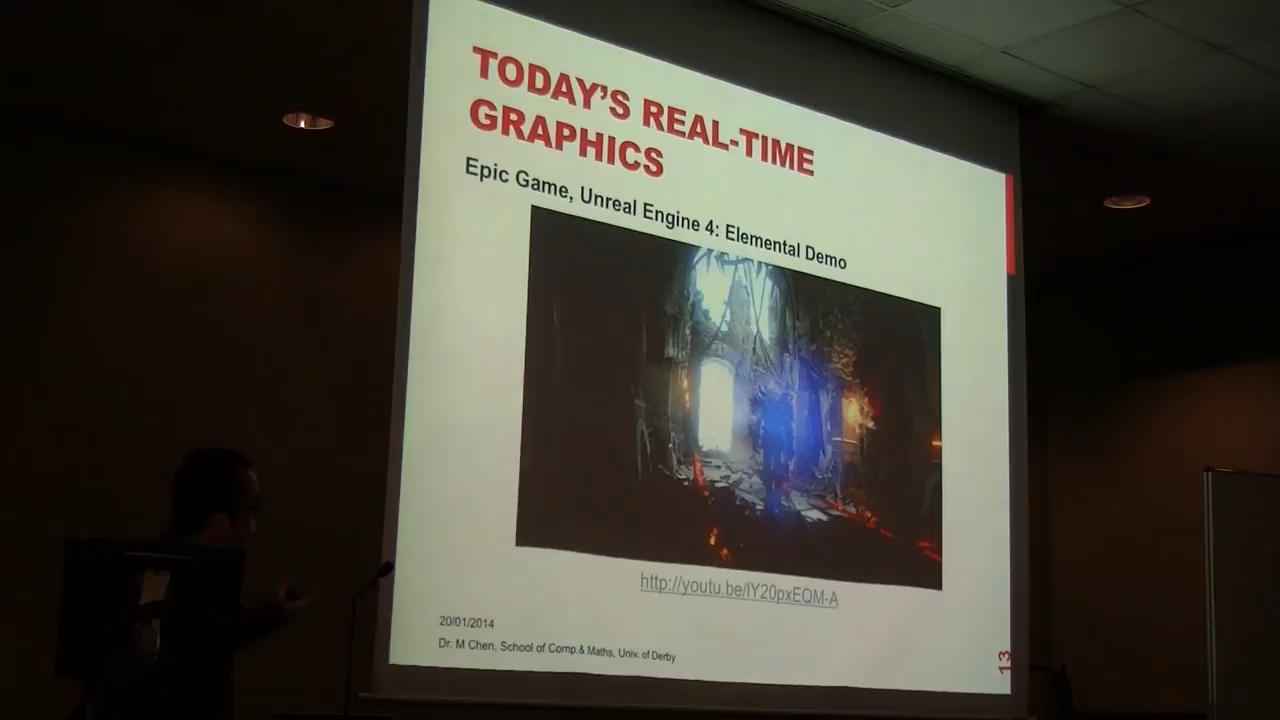 TODAY'S REAL-TIME
GRAPHICS
Epic Game, Unreal Engine 4: Elemental Demo
http://youtu.be/IY20pxEQM-A
20/01/2014
Dr. M Chen, School of Comp.& Maths, Univ. of Derby
13